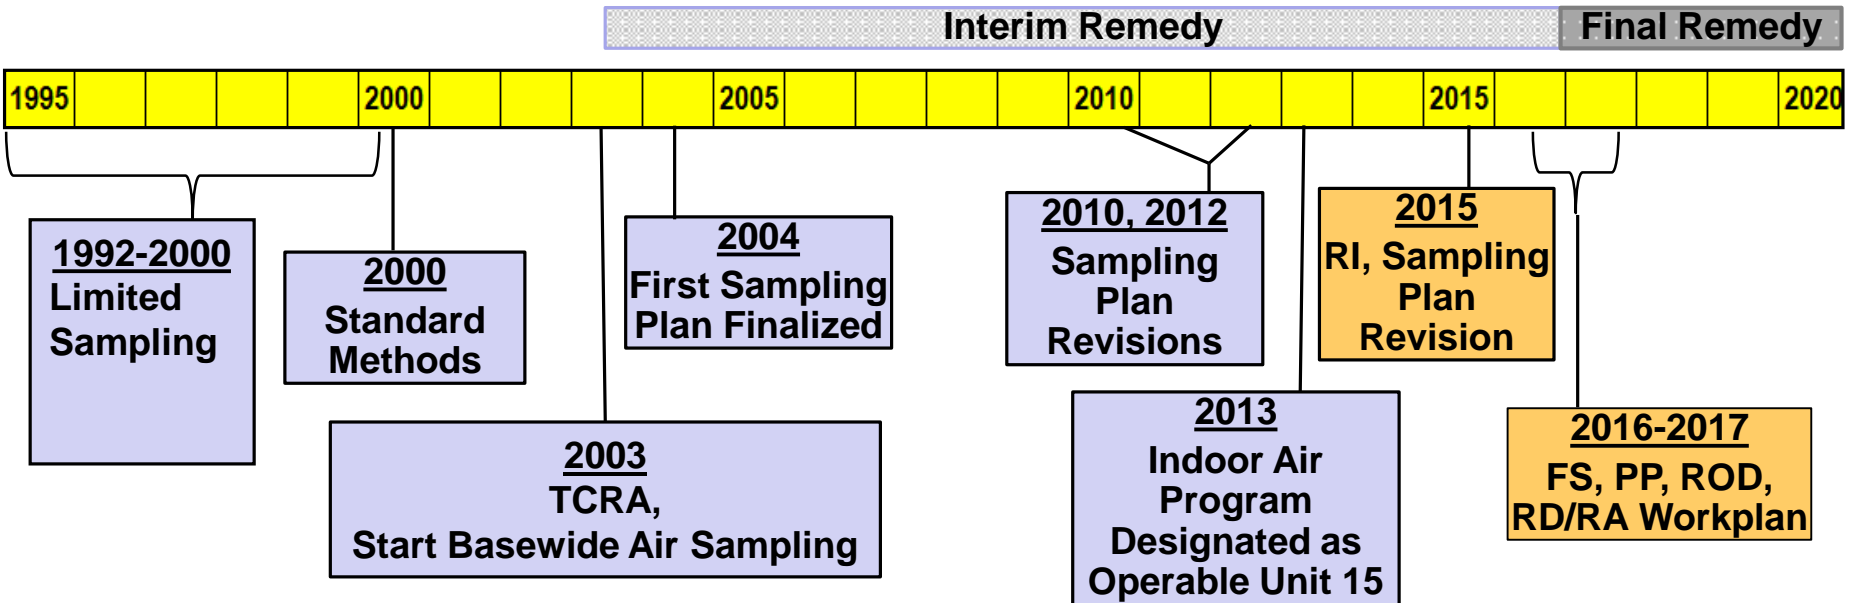 Interim Remedy
Final Remedy
1995
2000
2005
2010
2015
2020
1992-2000
Limited
Sampling
2000
Standard
Methods
2003
TCRA,
Start Basewide Air Sampling
2004
First Sampling
Plan Finalized
2010, 2012
Sampling
Plan
Revisions
2013
Indoor Air
Program
Designated as
Operable Unit 15
2015
RI, Sampling
Plan
Revision
2016-2017
FS, PP, ROD,
RD/RA Workplan